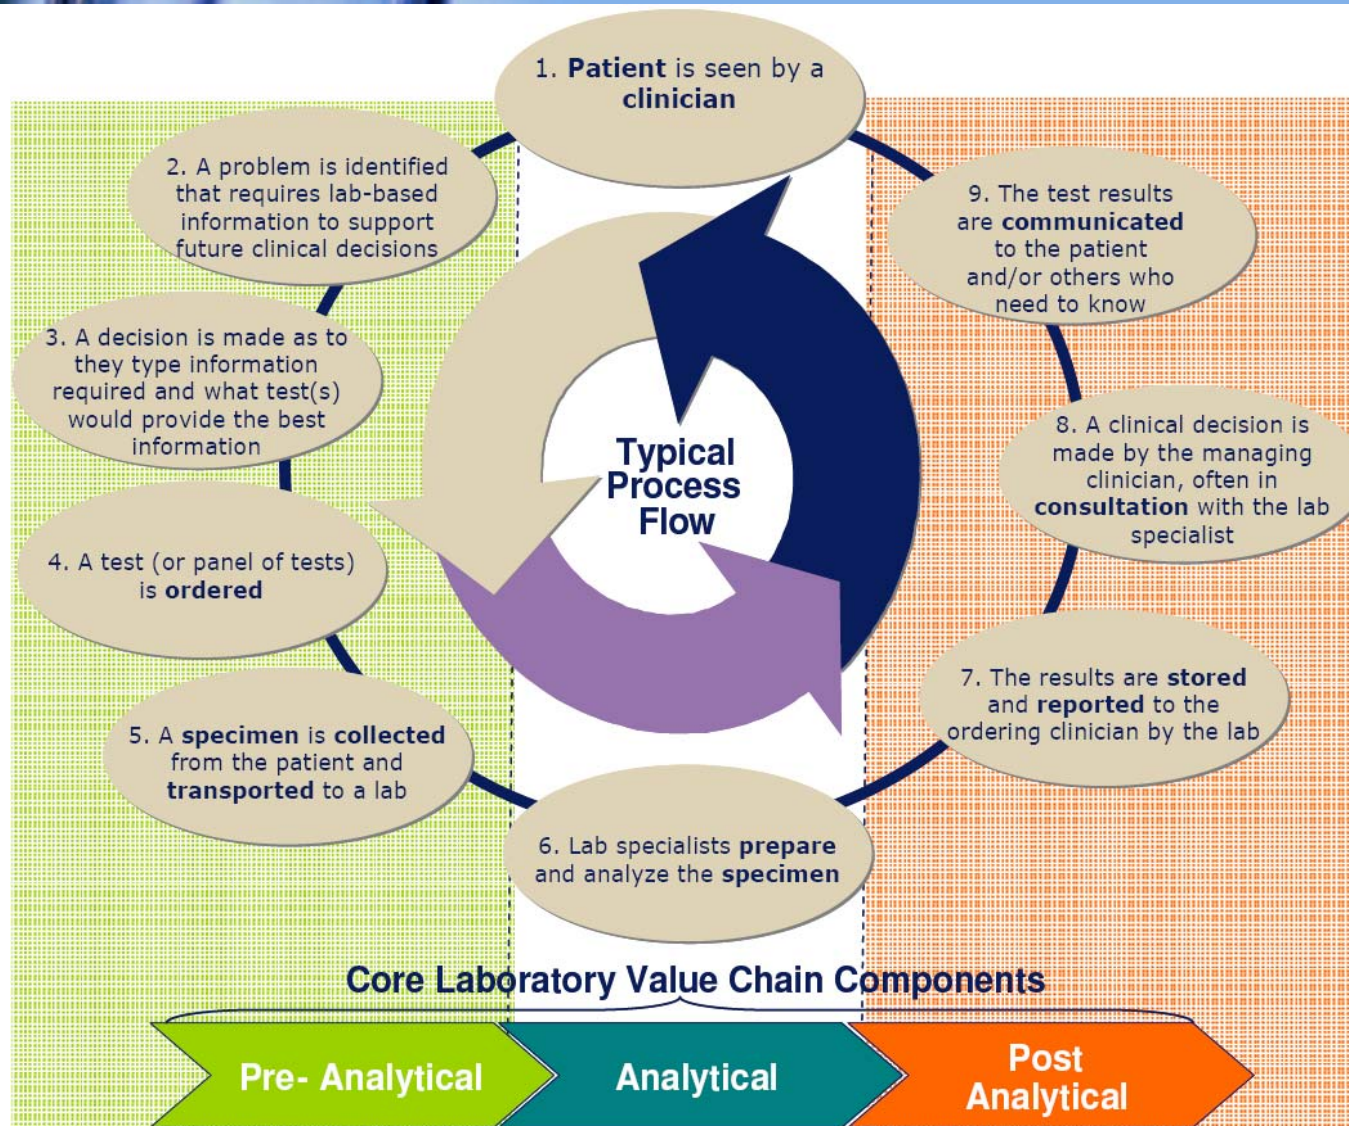 1. Patient is seen by a
clinician
2. A problem is identified
that requires lab-based
information to support
future clinical decisions
3. A decision is made as to
they type information
required and what test(s)
would provide the best
information
4. A test (or panel of tests)
is ordered
5. A specimen is collected
from the patient and
transported to a lab
6. Lab specialists prepare
and analyze the specimen
7. The results are stored
and reported to the
ordering clinician by the lab
8. A clinical decision is
made by the managing
clinician, often in
consultation with the lab
specialist
9. The test results
are communicated
to the patient
and/or others who
need to know
Typical
Process
Flow
Core Laboratory Value Chain Components
Pre- Analytical
Analytical
Post
Analytical